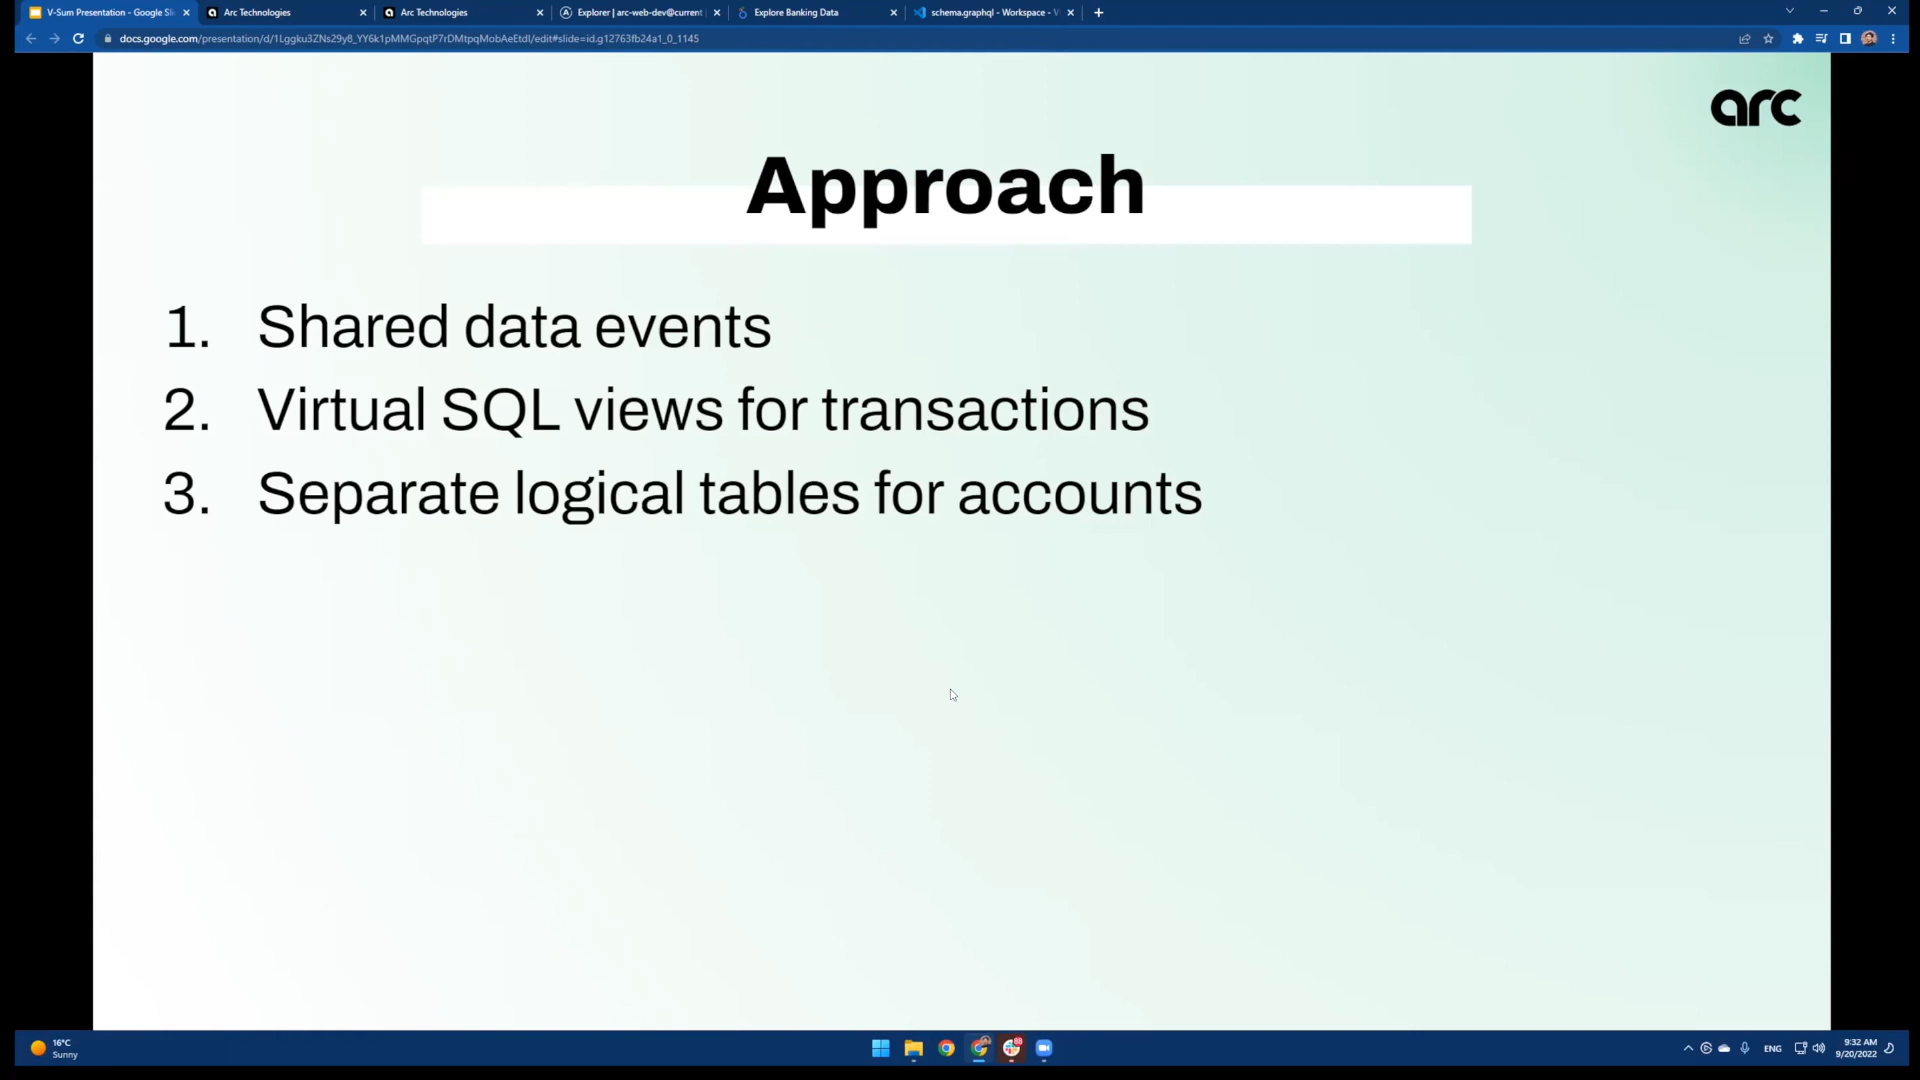 V-Sum Presentation - Google Sli
Arc Technologies
Arc Technologies
Explorer | arc-web-dev@current
Explore Banking Data
schema.graphql - Workspace - V
docs.google.com/presentation/d/1Lggku3ZNs29y8_YY6k1pMMGpqtP7rDMtpqMobAeEtdI/edit#slide=id.g12763fb24a1_0_1145
arc
Approach
1. Shared data events
2. Virtual SQL views for transactions
3. Separate logical tables for accounts
16°C
Sunny
88
ENG
9:32 AM
9/20/2022